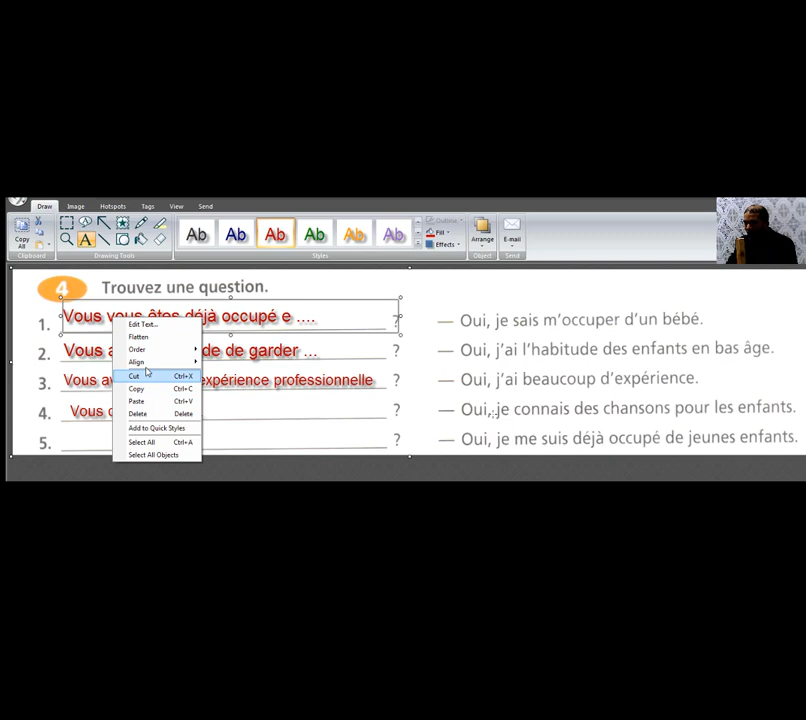 Draw Image Hotspots Tags View Send
Copy All
Ab Ab Ab Ab Ab Ab
Outline
Fill
Effects
Arrange
E-mail
Clipboard Drawing Tools Styles Object Send
4 Trouvez une question.
1. Vous vous êtes déjà occupé e .... ? — Oui, je sais m'occuper d'un bébé.
2. Vous a de de garder ... ? — Oui, j'ai l'habitude des enfants en bas âge.
3. Vous av expérience professionnelle ? — Oui, j'ai beaucoup d'expérience.
4. Vous c ? — Oui, je connais des chansons pour les enfants.
5. ? — Oui, je me suis déjà occupé de jeunes enfants.
Edit Text...
Flatten
Order
Align
Cut Ctrl+X
Copy Ctrl+C
Paste Ctrl+V
Delete Delete
Add to Quick Styles
Select All Ctrl+A
Select All Objects